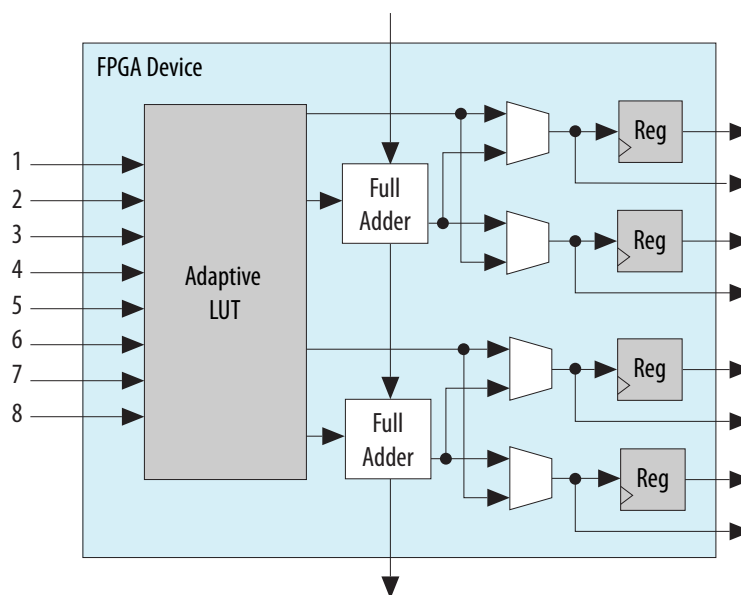 FPGA Device
1
2
3
4
5
6
7
8
Adaptive
LUT
Full
Adder
Full
Adder
Reg
Reg
Reg
Reg